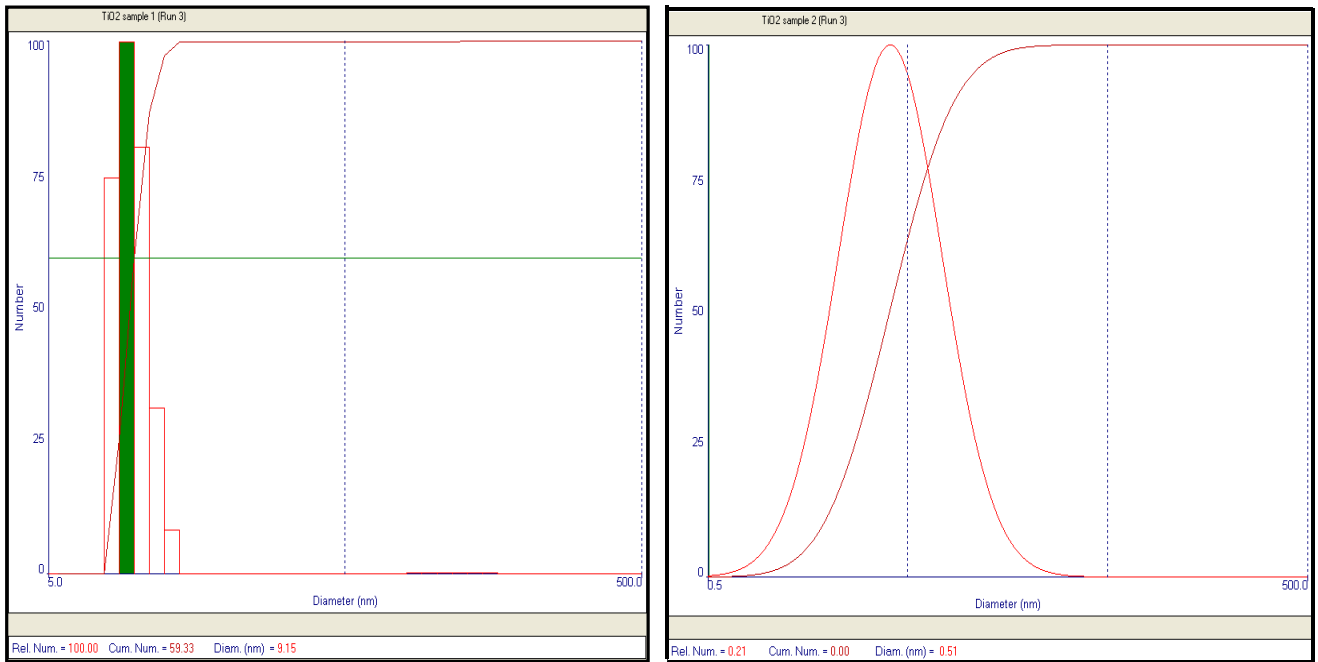 TiO2 sample 1 (Run 3)
100
75
50
25
0
Number
5.0
500.0
Diameter (nm)
Rel. Num. = 100.00 Cum. Num. = 59.33 Diam. (nm) = 9.15
TiO2 sample 2 (Run 3)
100
75
50
25
0
Number
0.5
500.0
Diameter (nm)
Rel. Num. = 0.21 Cum. Num. = 0.00 Diam. (nm) = 0.51